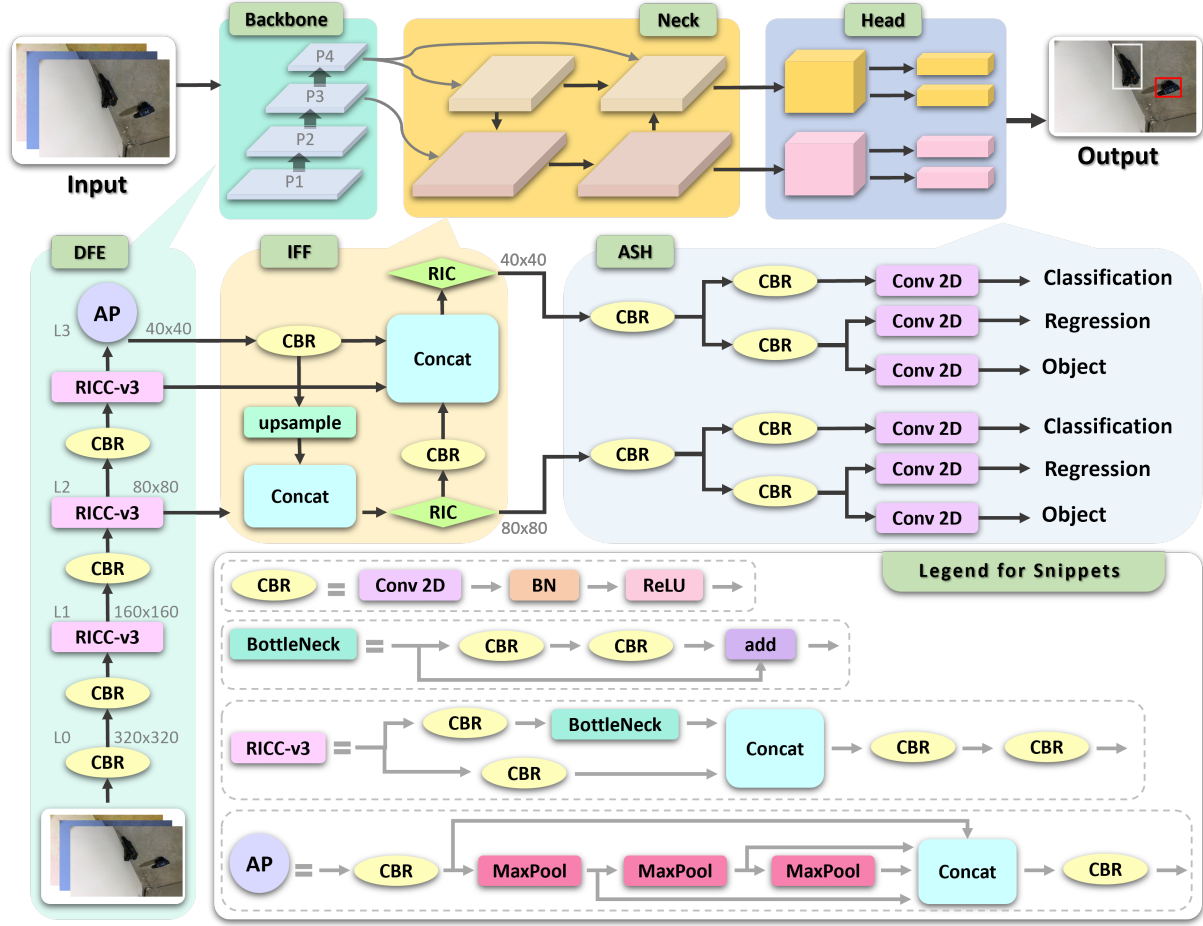 Backbone
Neck
Head
P4
P3
P2
P1
Input
Output
DFE
IFF
ASH
AP
L3
40x40
RICC-v3
CBR
L2
80x80
RICC-v3
CBR
L1
160x160
RICC-v3
CBR
L0
320x320
CBR
RIC
40x40
CBR
Concat
upsample
CBR
Concat
RIC
80x80
CBR
CBR
Conv 2D
Classification
CBR
Conv 2D
Regression
Conv 2D
Object
CBR
CBR
Conv 2D
Classification
CBR
Conv 2D
Regression
Conv 2D
Object
Legend for Snippets
CBR = Conv 2D BN ReLU
BottleNeck = CBR CBR add
RICC-v3 = CBR BottleNeck Concat CBR CBR
CBR
AP = CBR MaxPool MaxPool MaxPool Concat CBR